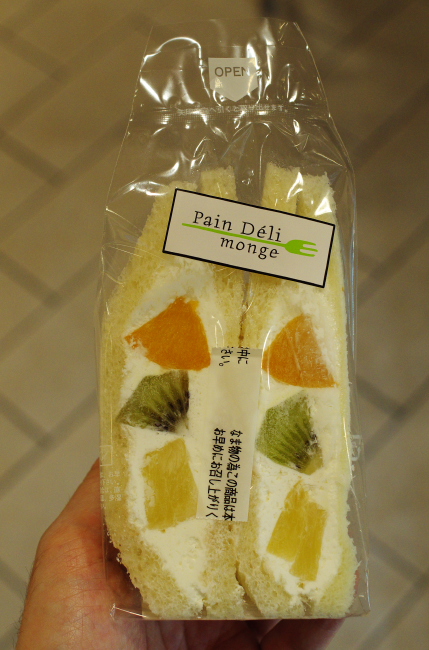 OPEN
Pain Déli
monge
なま物の為この商品は本
お早めにお召し上がりく
中に
さい。